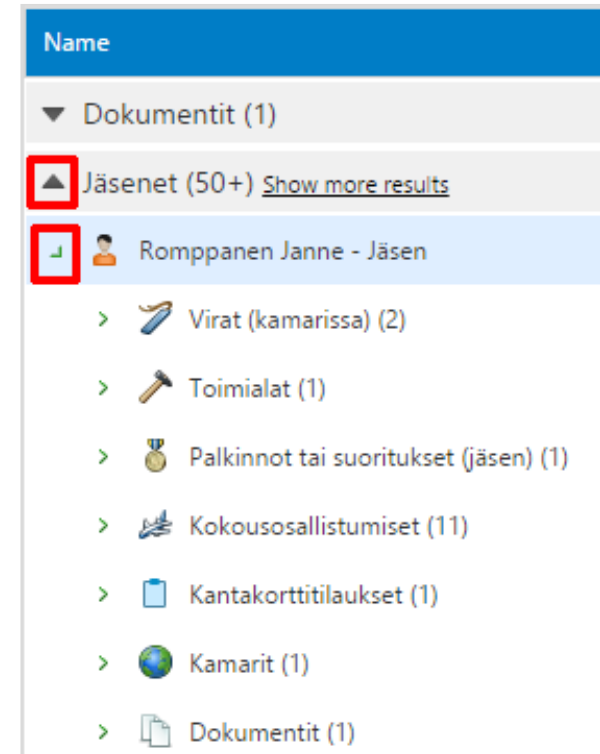 Name
Dokumentit (1)
Jäsenet (50+) Show more results
Romppanen Janne - Jäsen
Virat (kamarissa) (2)
Toimialat (1)
Palkinnot tai suoritukset (jäsen) (1)
Kokousosallistumiset (11)
Kantakorttitilaukset (1)
Kamarit (1)
Dokumentit (1)